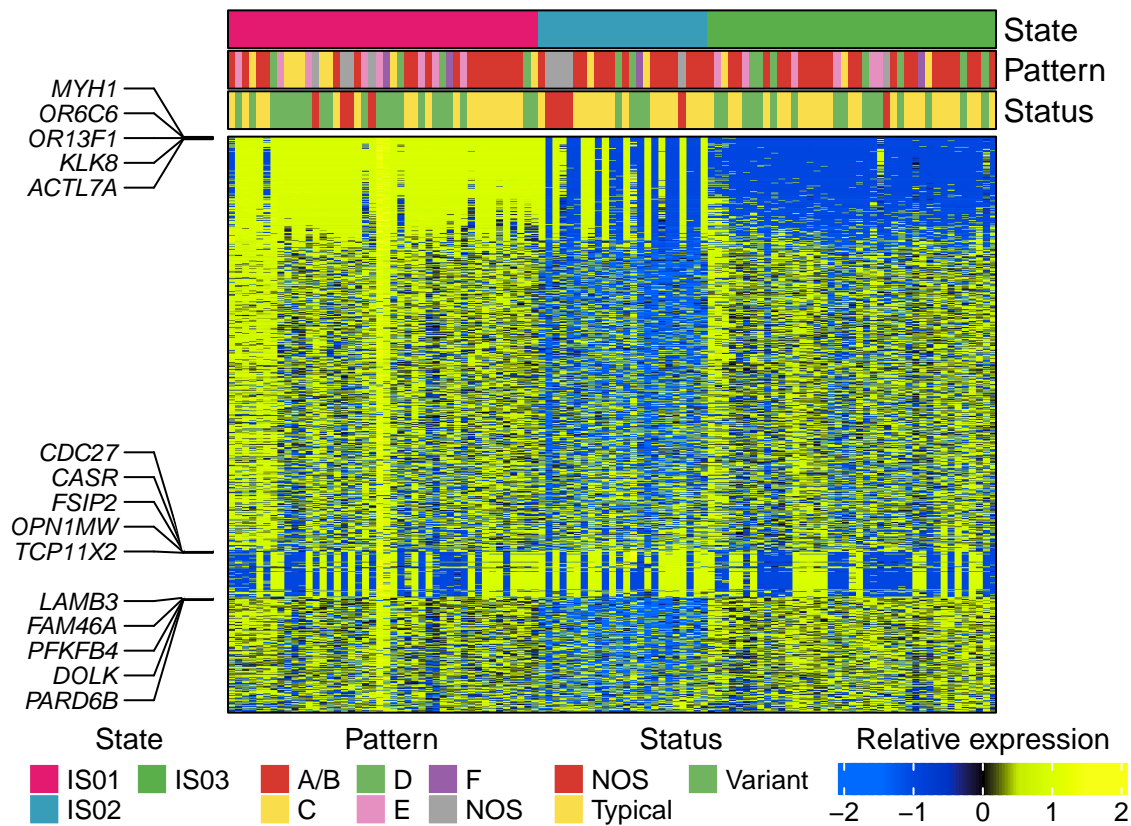 State
Pattern
Status
MYH1
OR6C6
OR13F1
KLK8
ACTL7A
CDC27
CASR
FSIP2
OPN1MW
TCP11X2
LAMB3
FAM46A
PFKFB4
DOLK
PARD6B
State Pattern Status Relative expression
IS01 IS03 A/B D F NOS Variant
IS02 C E NOS Typical
−2 −1 0 1 2